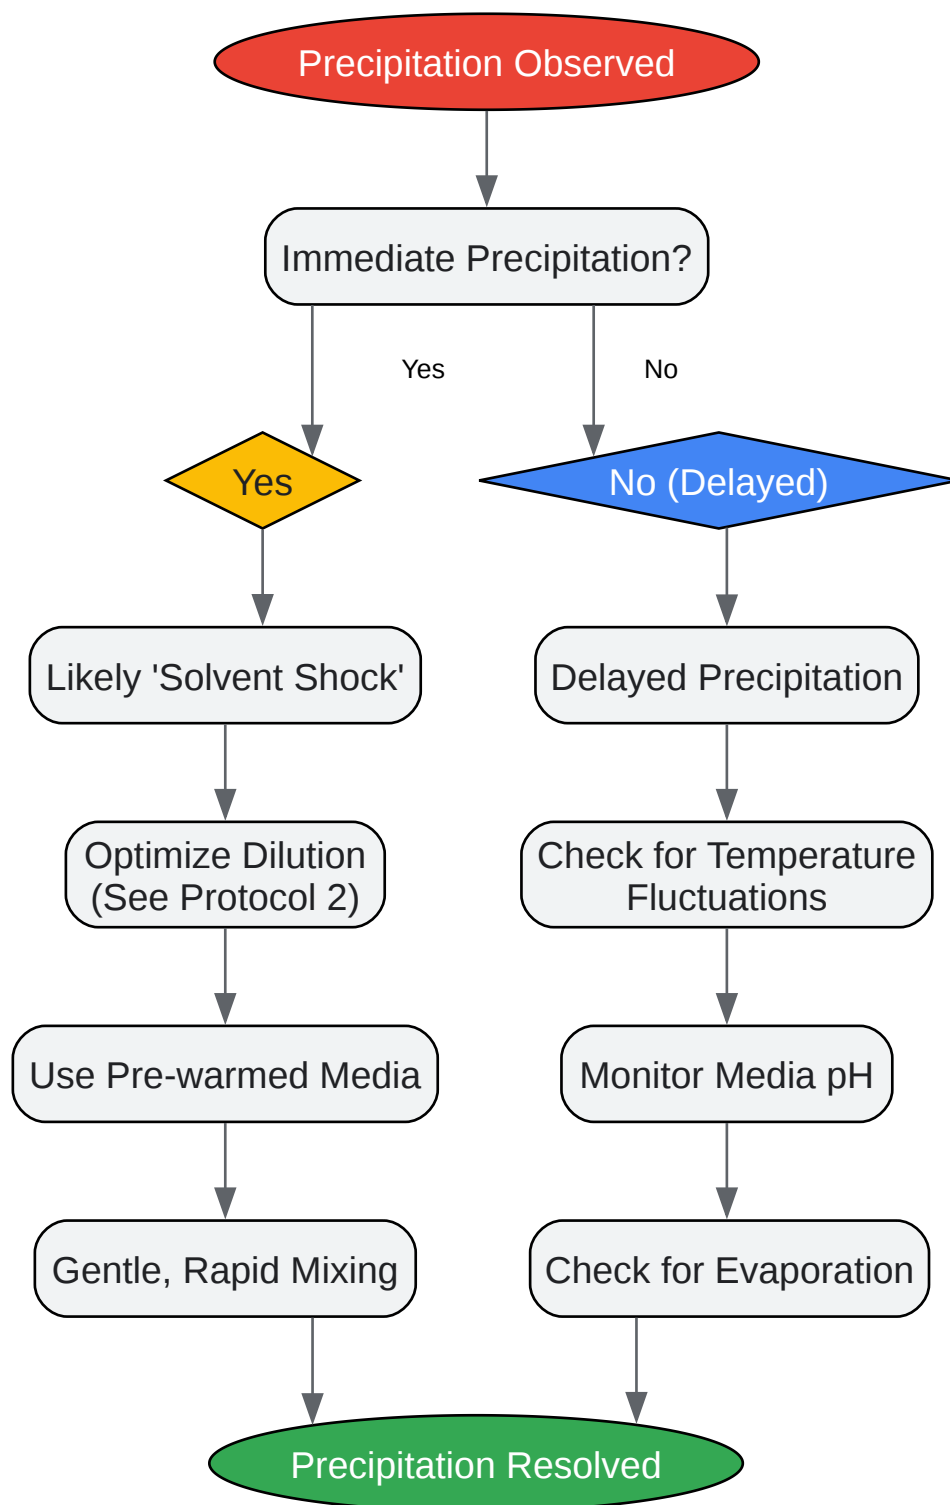 Precipitation Observed
Immediate Precipitation?
Yes
No
Yes
No (Delayed)
Likely 'Solvent Shock'
Delayed Precipitation
Optimize Dilution
(See Protocol 2)
Check for Temperature
Fluctuations
Use Pre-warmed Media
Monitor Media pH
Gentle, Rapid Mixing
Check for Evaporation
Precipitation Resolved